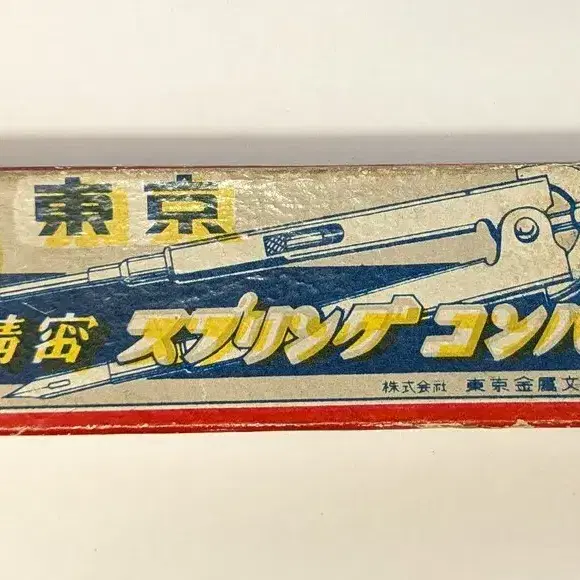 東京
精密 スプリングコンパ
株式会社 東京金属文